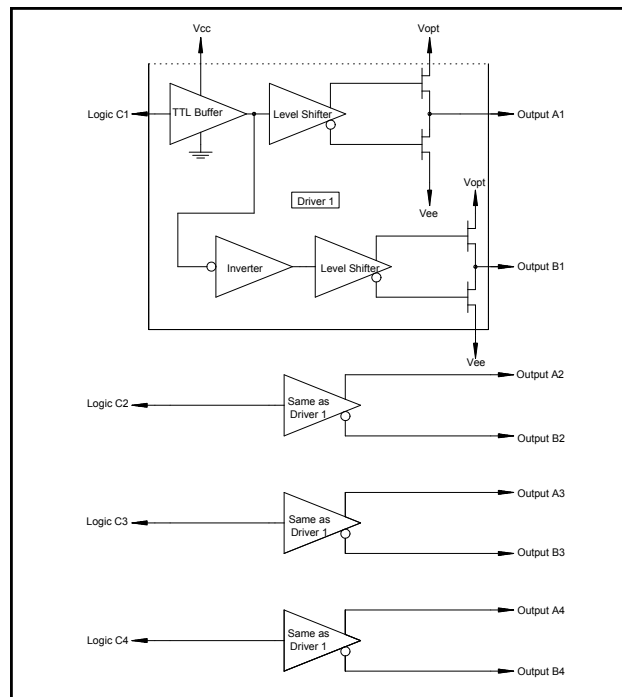 Vcc
Vopt
Logic C1
TTL Buffer
Level Shifter
Output A1
Driver 1
Vee
Vopt
Inverter
Level Shifter
Output B1
Vee
Output A2
Logic C2
Same as
Driver 1
Output B2
Output A3
Logic C3
Same as
Driver 1
Output B3
Output A4
Logic C4
Same as
Driver 1
Output B4